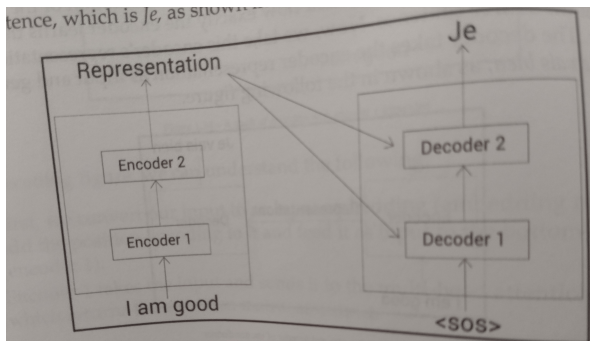 tence, which is Je, as shown
Je
Representation
Encoder 2
Decoder 2
Encoder 1
Decoder 1
I am good
<sos>